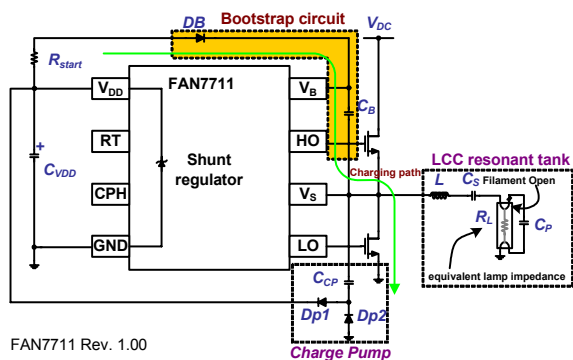 Bootstrap circuit
DB
VDC
Rstart
FAN7711
VDD
VB
CB
RT
HO
Shunt
regulator
Charging path
LCC resonant tank
CVDD
CPH
VS
L
CS
Filament Open
RL
CP
GND
LO
equivalent lamp impedance
CCP
Dp1
Dp2
FAN7711 Rev. 1.00
Charge Pump